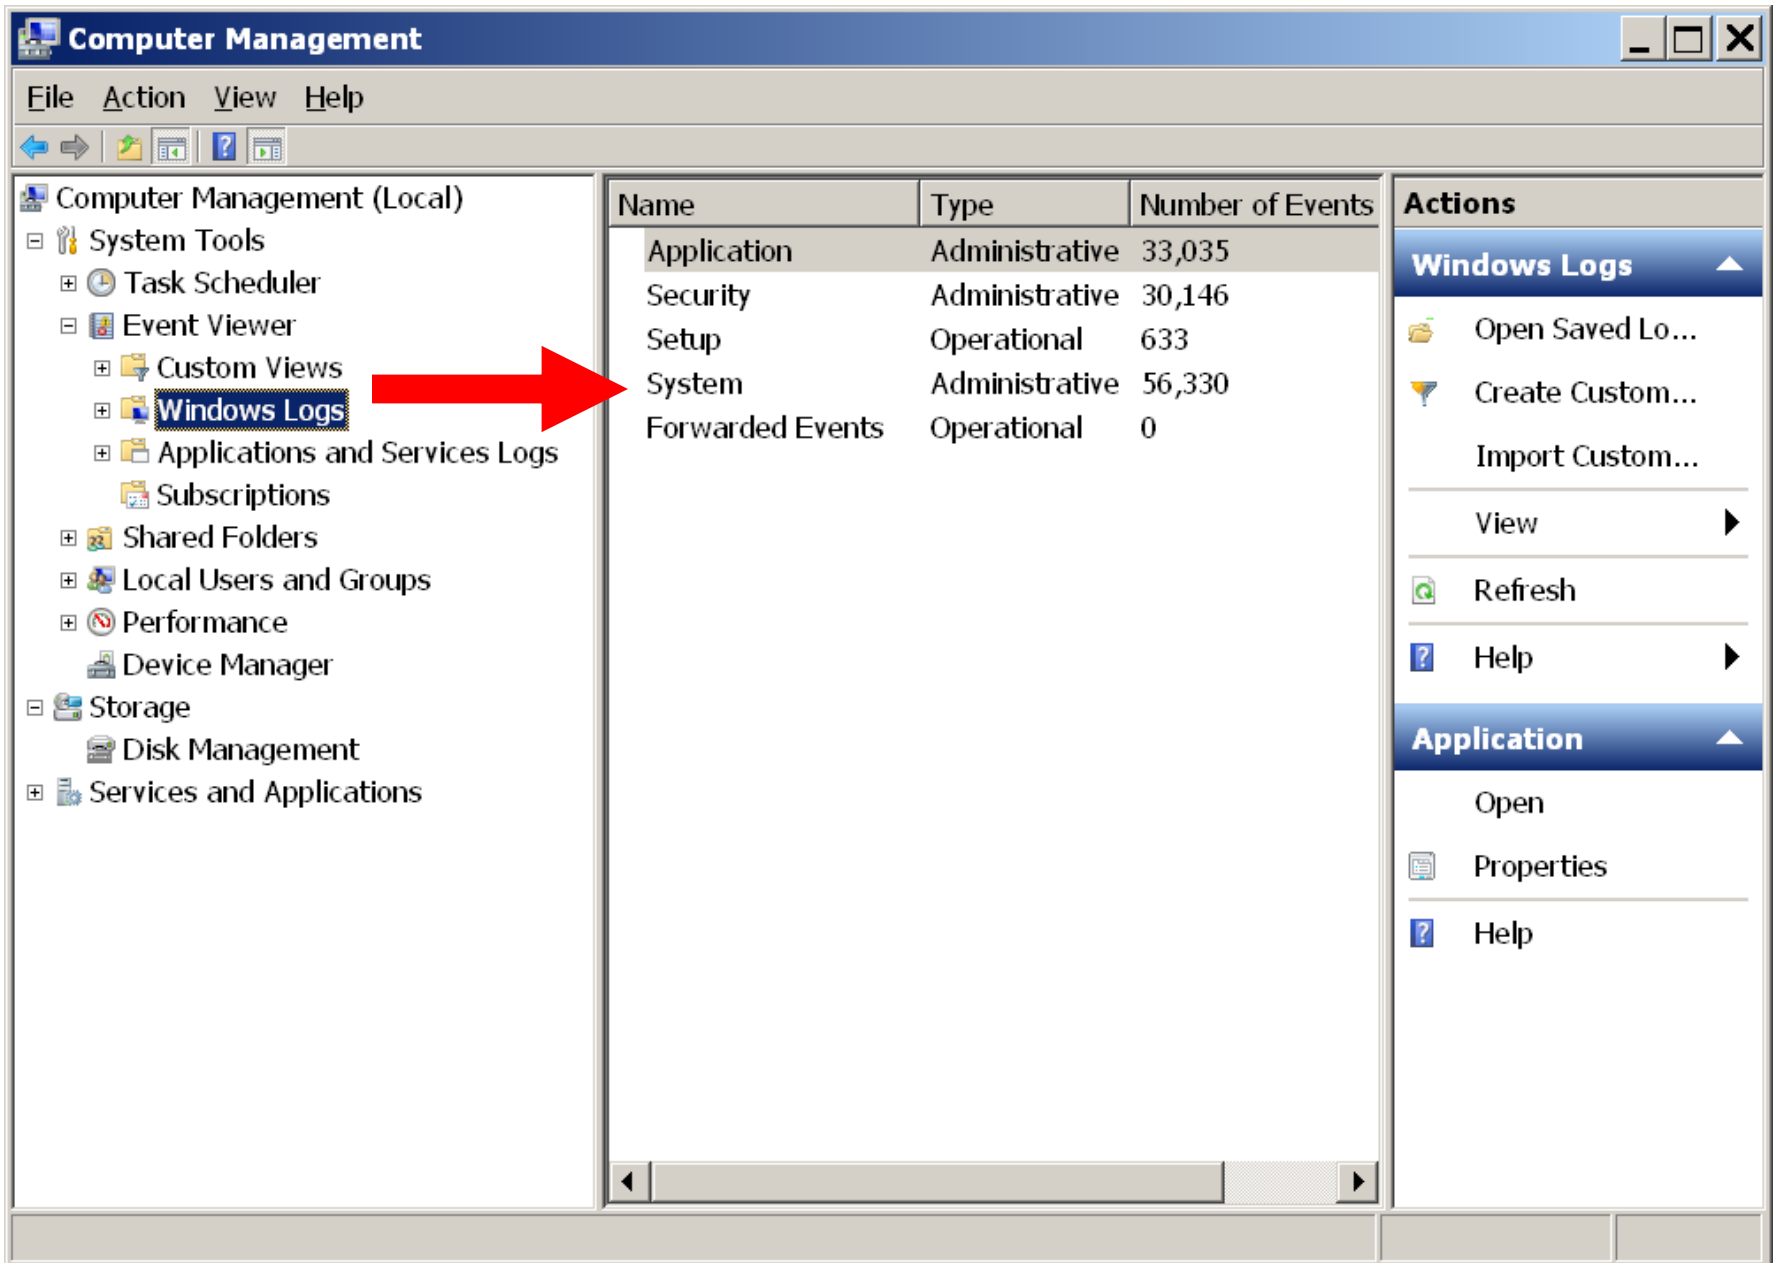 Computer Management
File Action View Help
Computer Management (Local)
System Tools
Task Scheduler
Event Viewer
Custom Views
Windows Logs
Applications and Services Logs
Subscriptions
Shared Folders
Local Users and Groups
Performance
Device Manager
Storage
Disk Management
Services and Applications
Name Type Number of Events
Application Administrative 33,035
Security Administrative 30,146
Setup Operational 633
System Administrative 56,330
Forwarded Events Operational 0
Actions
Windows Logs
Open Saved Lo...
Create Custom...
Import Custom...
View
Refresh
Help
Application
Open
Properties
Help